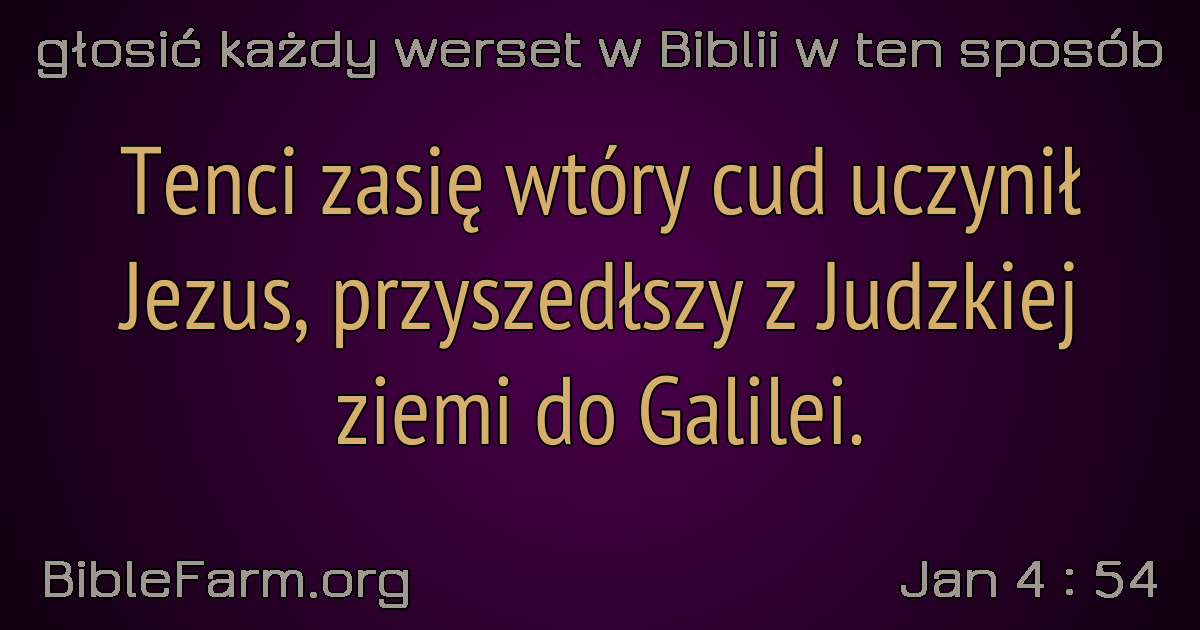 głosić każdy werset w Biblii w ten sposób
Tenci zasię wtóry cud uczynił
Jezus, przyszedłszy z Judzkiej
ziemi do Galilei.
BibleFarm.org
Jan 4 : 54